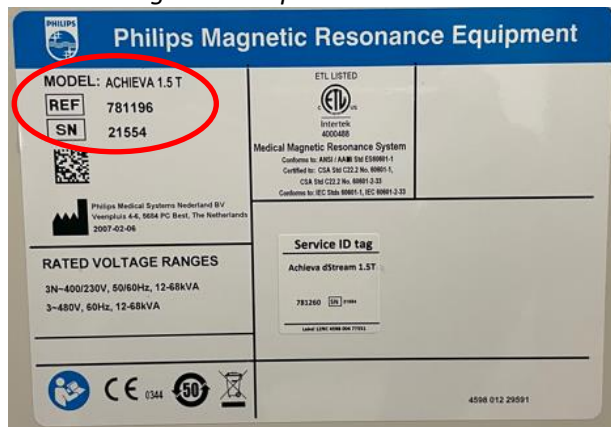 PHILIPS
Philips Magnetic Resonance Equipment
MODEL: ACHIEVA 1.5 T
REF 781196
SN 21554
Philips Medical Systems Nederland BV
Veenpluis 4-6, 5684 PC Best, The Netherlands
2007-02-06
ETL LISTED
C ETL US
Intertek
4000488
Medical Magnetic Resonance System
Conforms to: ANSI / AAMI Std ES60601-1
Certified to: CSA Std C22.2 No. 60601-1,
CSA Std C22.2 No. 60601-2-33
Conforms to: IEC Stds 60601-1, IEC 60601-2-33
RATED VOLTAGE RANGES
3N~400/230V, 50/60Hz, 12-68kVA
3~480V, 60Hz, 12-68kVA
Service ID tag
Achieva dStream 1.5T
781260 SN
CE 0344 50
4598 012 29591